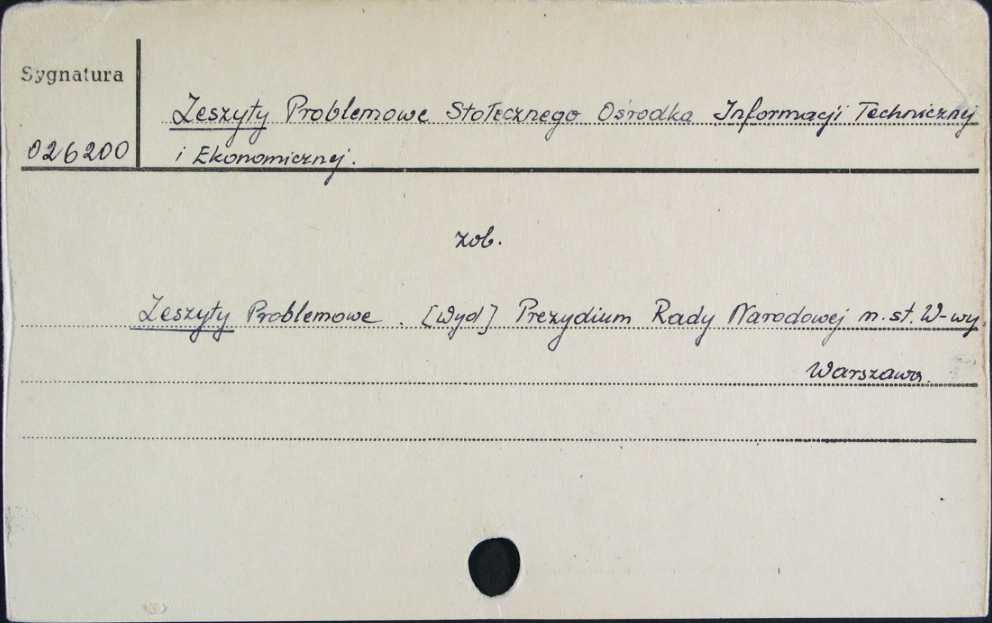 Sygnatura
Zeszyty Problemowe Stołecznego Ośrodka Informacji Technicznej
026200 i Ekonomicznej.
zob.
Zeszyty Problemowe. [Wyd] Prezydium Rady Narodowej m. st. W-wy.
Warszawa.